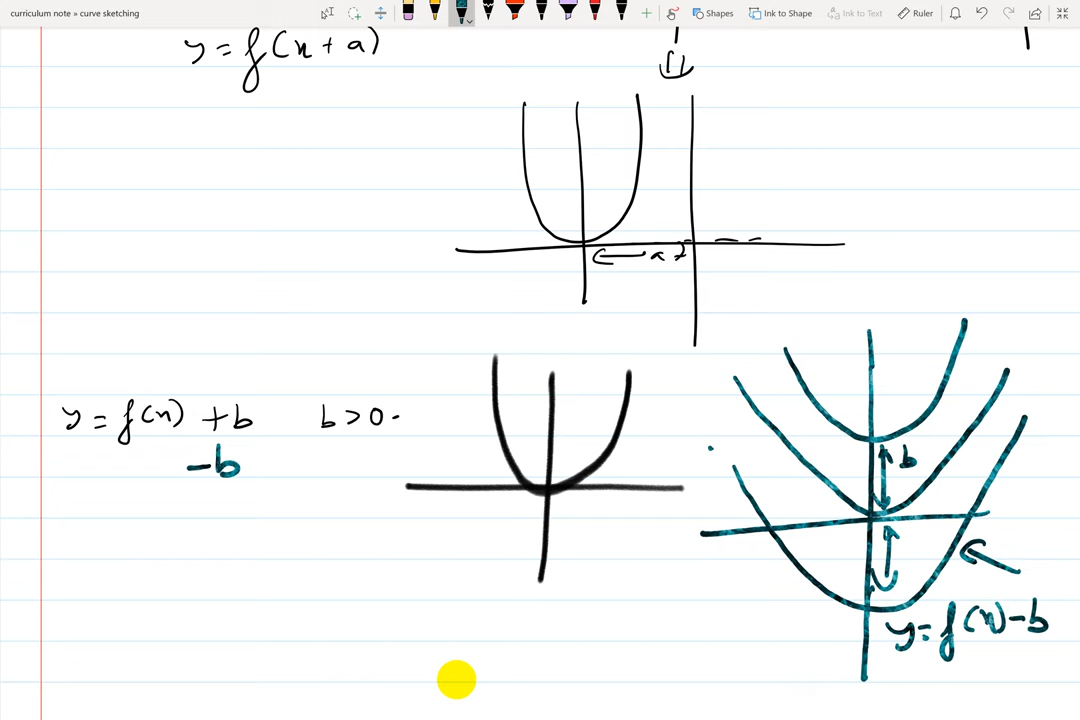 curriculum note » curve sketching
Shapes Ink to Shape Ink to Text Ruler
y = f(x + a)
a
y = f(x) + b b > 0
- b
b
y = f(x) - b